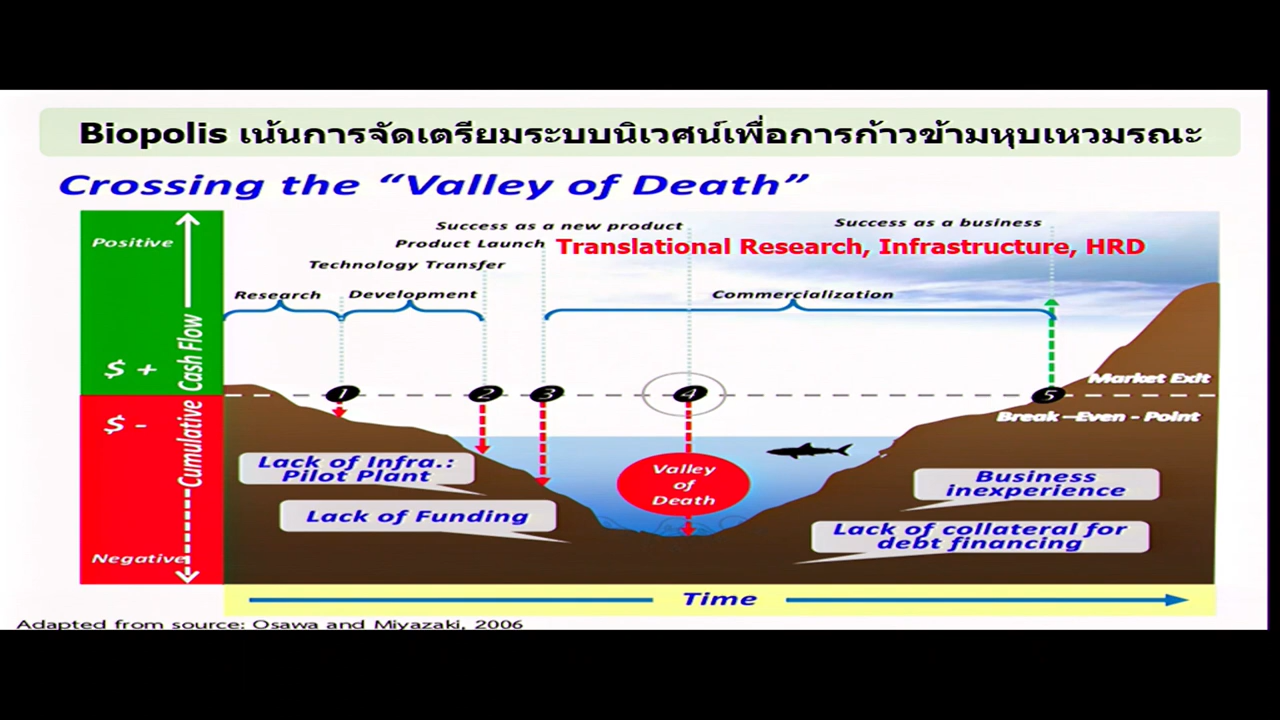 Biopolis เน้นการจัดเตรียมระบบนิเวศน์เพื่อการก้าวข้ามหุบเหวมรณะ
Crossing the “Valley of Death”
Positive
Cumulative Cash Flow
$ +
$ -
Negative
Success as a new product
Success as a business
Product Launch
Translational Research, Infrastructure, HRD
Technology Transfer
Research
Development
Commercialization
1
2
3
4
5
Market Exit
Break –Even - Point
Lack of Infra.:
Pilot Plant
Lack of Funding
Valley
of
Death
Business
inexperience
Lack of collateral for
debt financing
Time
Adapted from source: Osawa and Miyazaki, 2006